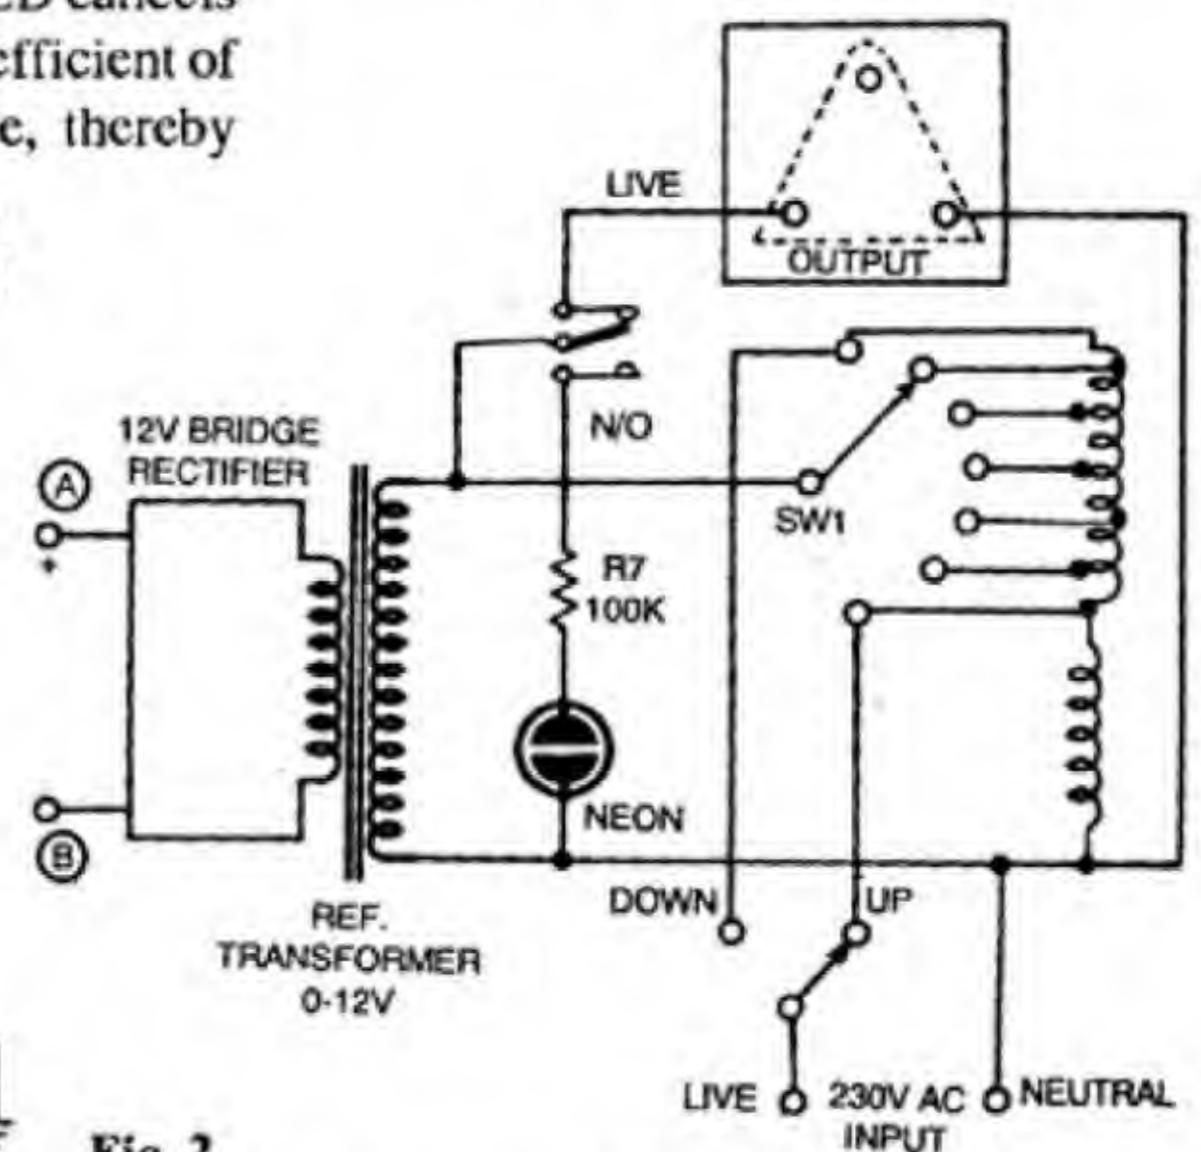 cancels
efficient of
e, thereby
LIVE
OUTPUT
N/O
12V BRIDGE
RECTIFIER
A
+
SW1
R7
100K
NEON
B
DOWN
UP
REF.
TRANSFORMER
0-12V
LIVE
230V AC
NEUTRAL
INPUT
Fig. 2